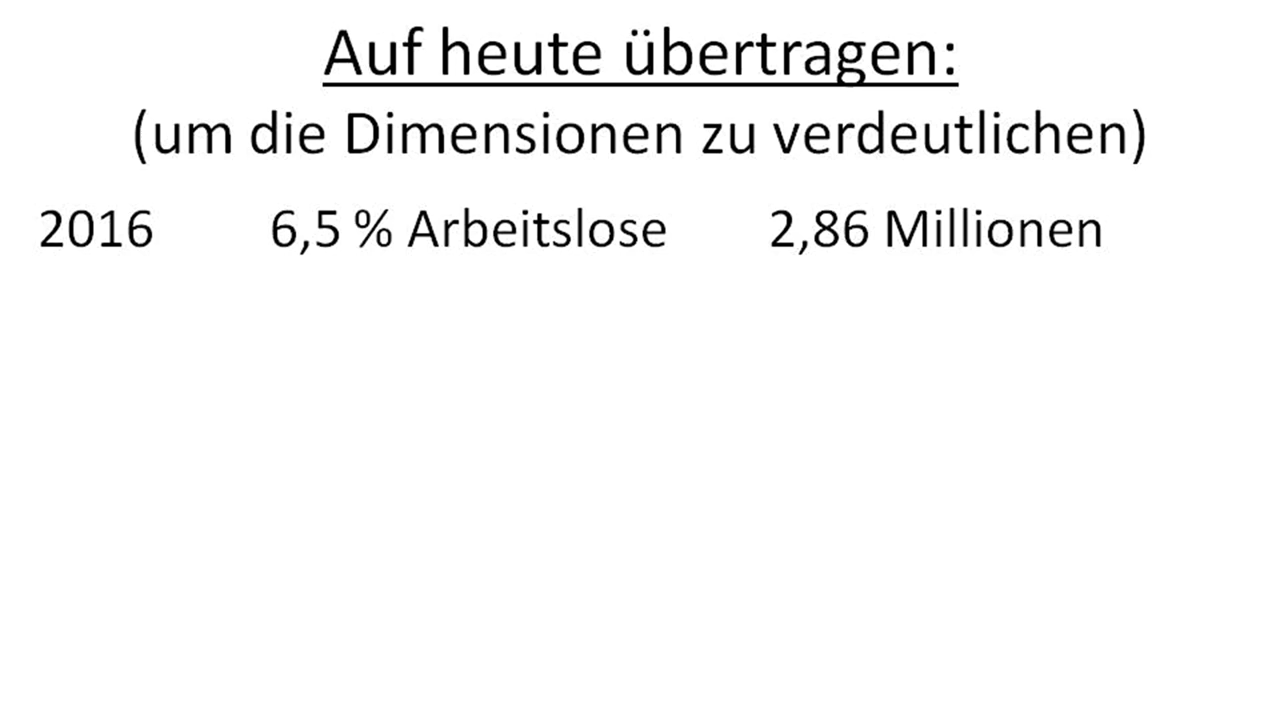 Auf heute übertragen:
(um die Dimensionen zu verdeutlichen)
2016 6,5 % Arbeitslose 2,86 Millionen